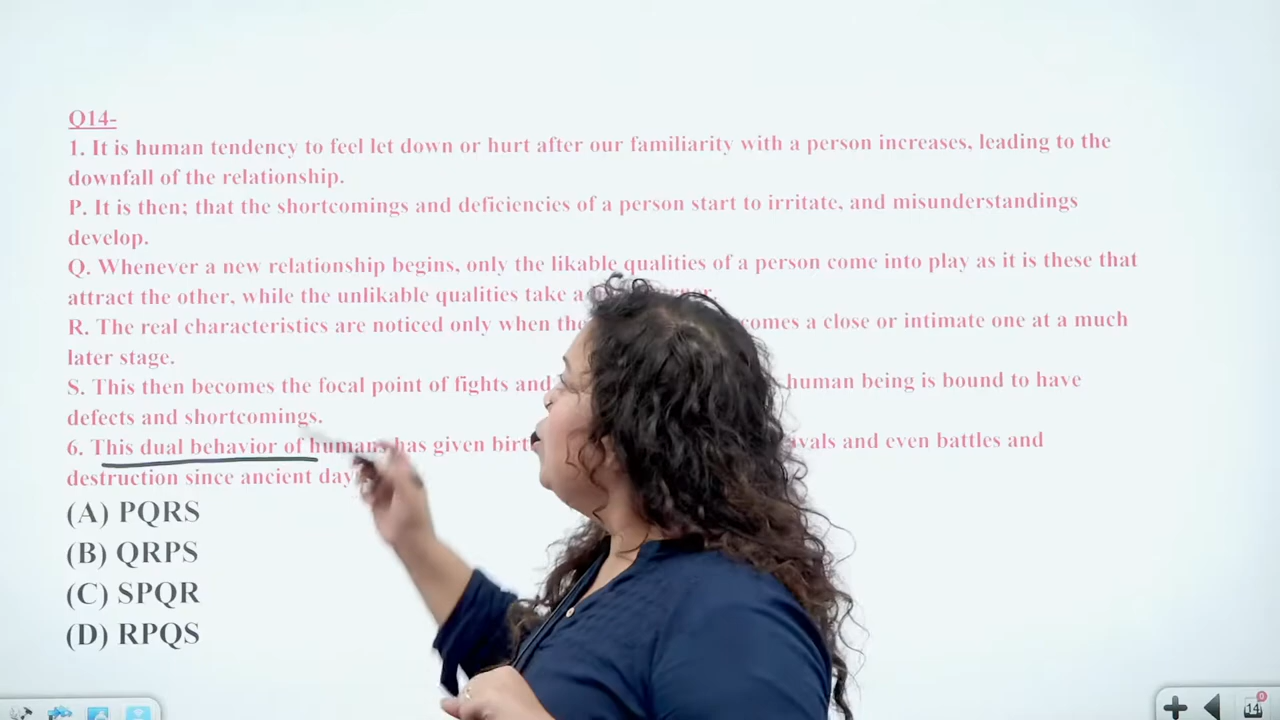 Q14-
1. It is human tendency to feel let down or hurt after our familiarity with a person increases, leading to the
downfall of the relationship.
P. It is then; that the shortcomings and deficiencies of a person start to irritate, and misunderstandings
develop.
Q. Whenever a new relationship begins, only the likable qualities of a person come into play as it is these that
attract the other, while the unlikable qualities take a
R. The real characteristics are noticed only when the comes a close or intimate one at a much
later stage.
S. This then becomes the focal point of fights and human being is bound to have
defects and shortcomings.
6. This dual behavior of humans has given and even battles and
destruction since ancient
(A) PQRS
(B) QRPS
(C) SPQR
(D) RPQS
14